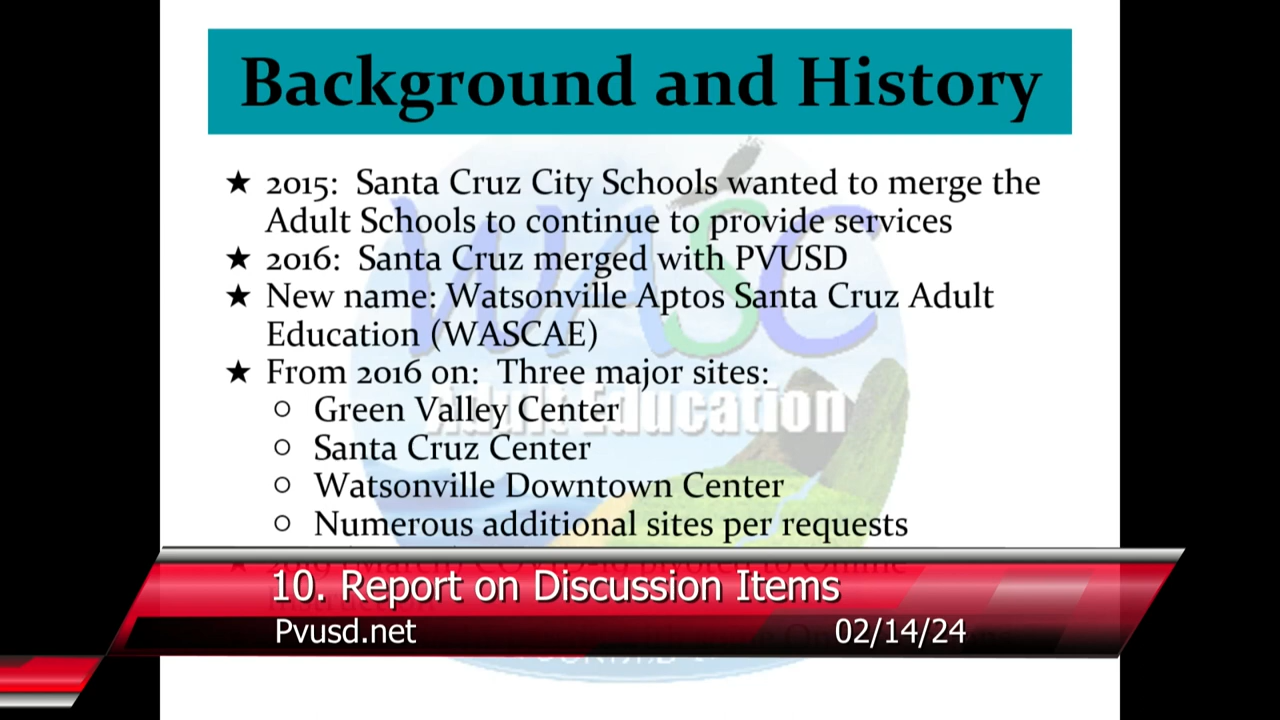 Background and History
★ 2015: Santa Cruz City Schools wanted to merge the
Adult Schools to continue to provide services
★ 2016: Santa Cruz merged with PVUSD
★ New name: Watsonville Aptos Santa Cruz Adult
Education (WASCAE)
★ From 2016 on: Three major sites:
○ Green Valley Center
○ Santa Cruz Center
○ Watsonville Downtown Center
○ Numerous additional sites per requests
WASC
Adult Education
10. Report on Discussion Items
Pvusd.net 02/14/24